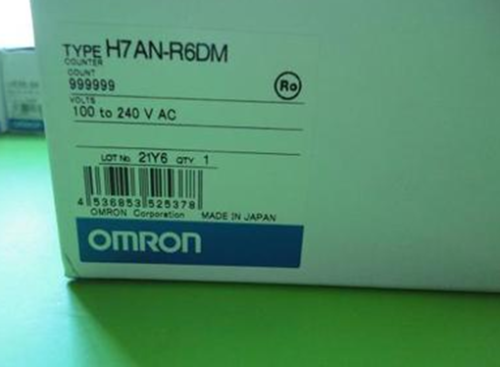 TYPE H7AN-R6DM
COUNTER
COUNT
999999
Ro
VOLTS
100 to 240 V AC
LOT No. 21Y6 QTY 1
4 536853 525378
OMRON Corporation MADE IN JAPAN
OMRON